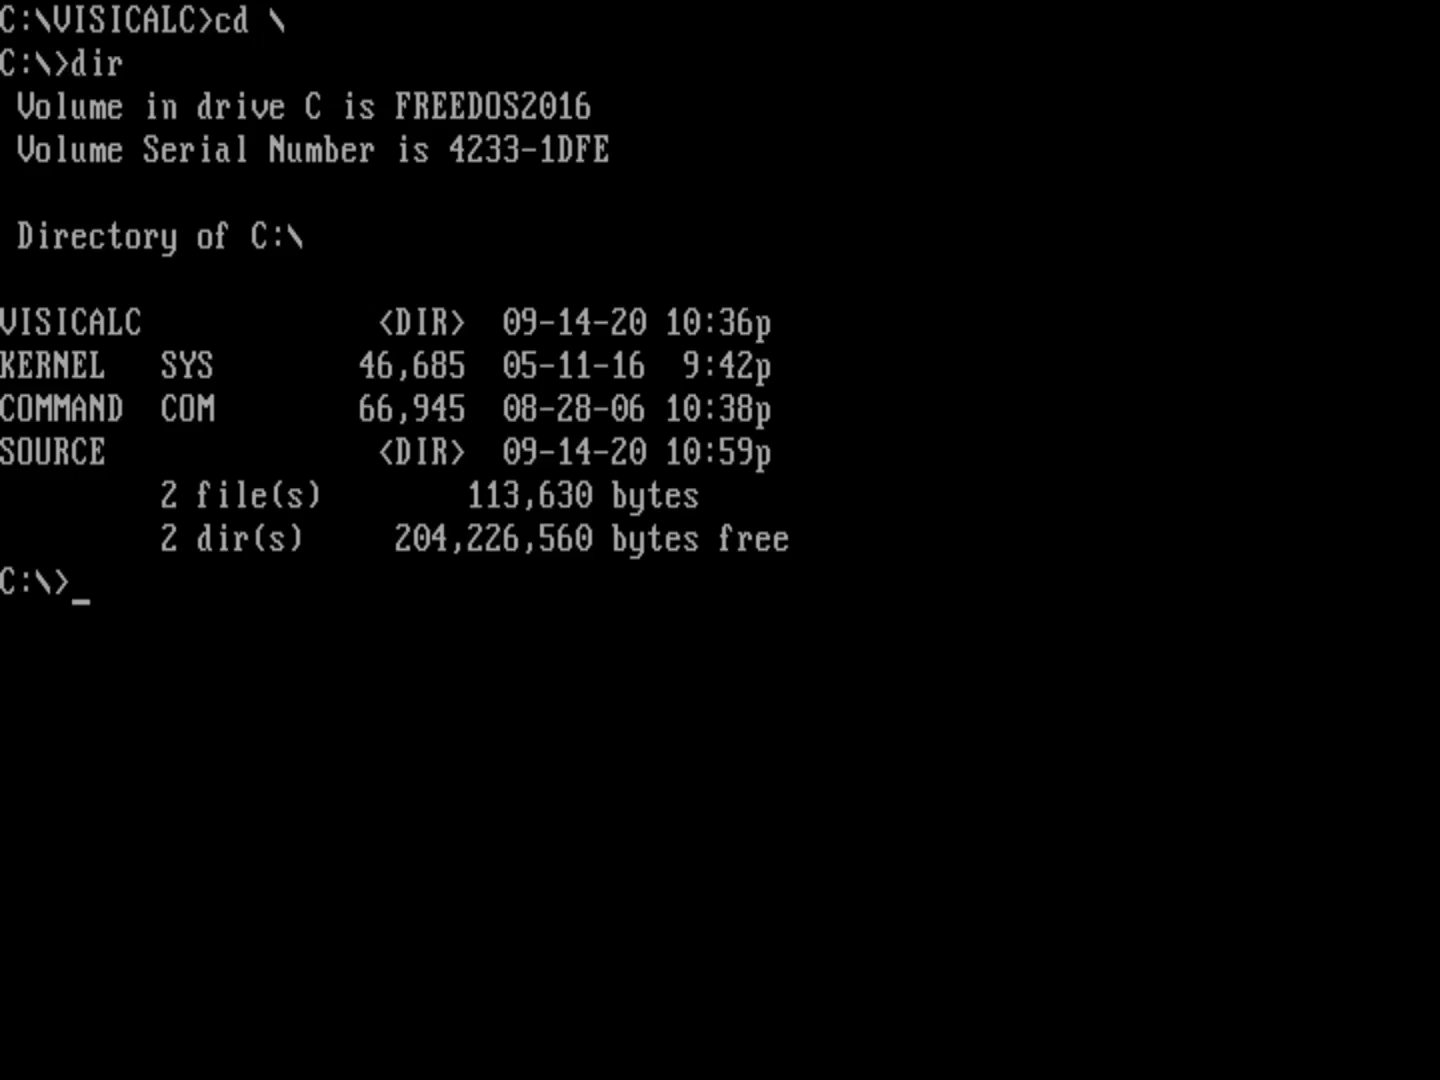 C:\VISICALC>cd \
C:\>dir
 Volume in drive C is FREEDOS2016
 Volume Serial Number is 4233-1DFE

 Directory of C:\

VISICALC             <DIR>  09-14-20 10:36p
KERNEL   SYS        46,685  05-11-16  9:42p
COMMAND  COM        66,945  08-28-06 10:38p
SOURCE               <DIR>  09-14-20 10:59p
         2 file(s)        113,630 bytes
         2 dir(s)     204,226,560 bytes free
C:\>_